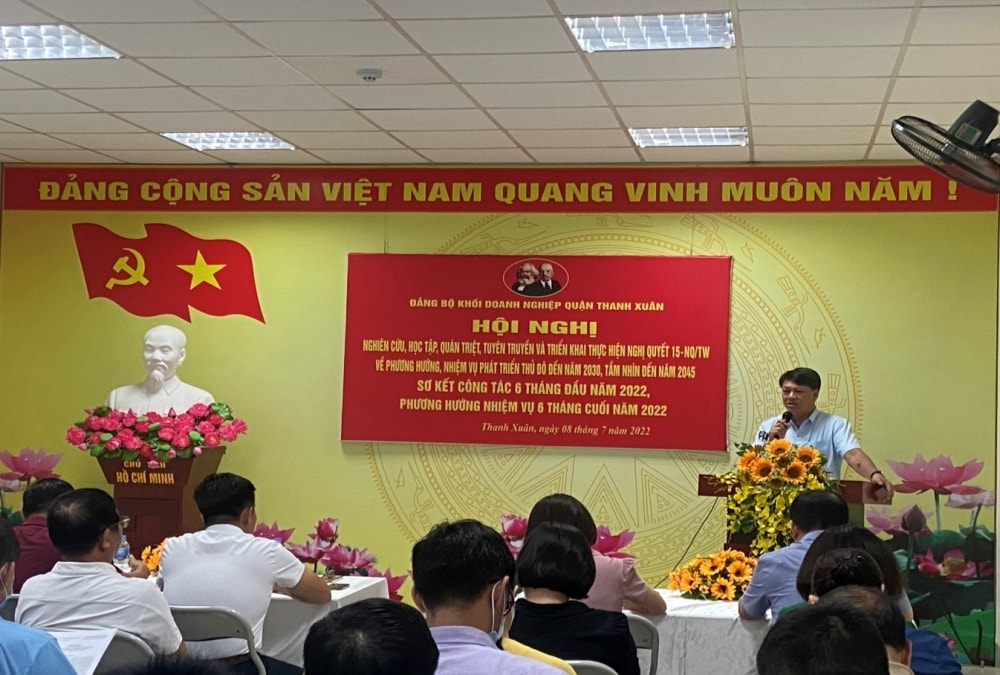 ĐẢNG CỘNG SẢN VIỆT NAM QUANG VINH MUÔN NĂM !
ĐẢNG BỘ KHỐI DOANH NGHIỆP QUẬN THANH XUÂN
HỘI NGHỊ
NGHIÊN CỨU, HỌC TẬP, QUÁN TRIỆT, TUYÊN TRUYỀN VÀ TRIỂN KHAI THỰC HIỆN NGHỊ QUYẾT 15-NQ/TW
VỀ PHƯƠNG HƯỚNG, NHIỆM VỤ PHÁT TRIỂN THỦ ĐÔ ĐẾN NĂM 2030, TẦM NHÌN ĐẾN NĂM 2045
SƠ KẾT CÔNG TÁC 6 THÁNG ĐẦU NĂM 2022,
PHƯƠNG HƯỚNG NHIỆM VỤ 6 THÁNG CUỐI NĂM 2022
Thanh Xuân, ngày 08 tháng 7 năm 2022
CHỦ TỊCH
HỒ CHÍ MINH